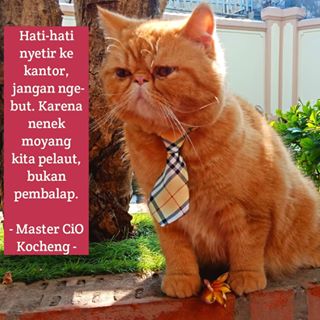 Hati-hati
nyetir ke
kantor,
jangan nge-
but. Karena
nenek
moyang
kita pelaut,
bukan
pembalap.
- Master CiO
Kocheng -